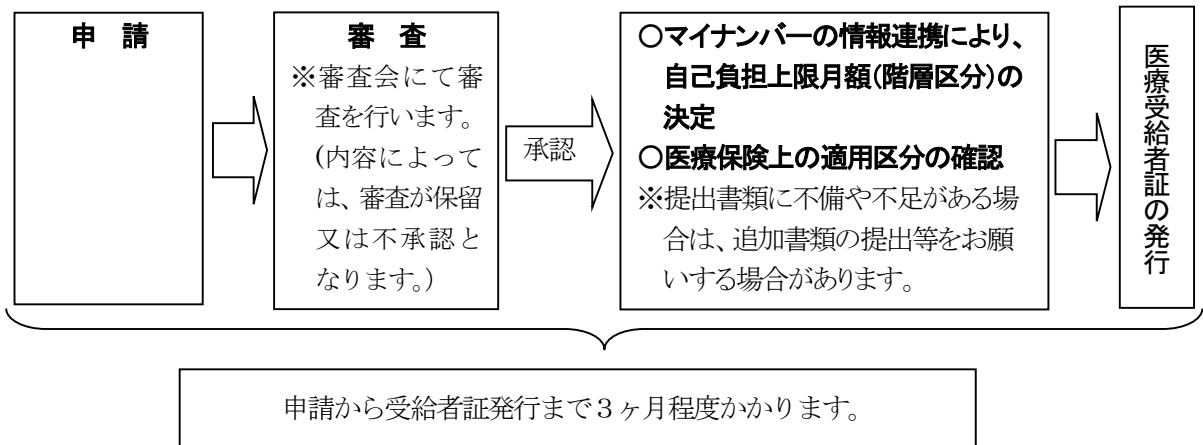 申 請
審 査
※審査会にて審
査を行います。
(内容によって
は、審査が保留
又は不承認と
なります。)
承認
○マイナンバーの情報連携により、
自己負担上限月額(階層区分)の
決定
○医療保険上の適用区分の確認
※提出書類に不備や不足がある場
合は、追加書類の提出等をお願
いする場合があります。
医療受給者証の発行
申請から受給者証発行まで３ヶ月程度かかります。